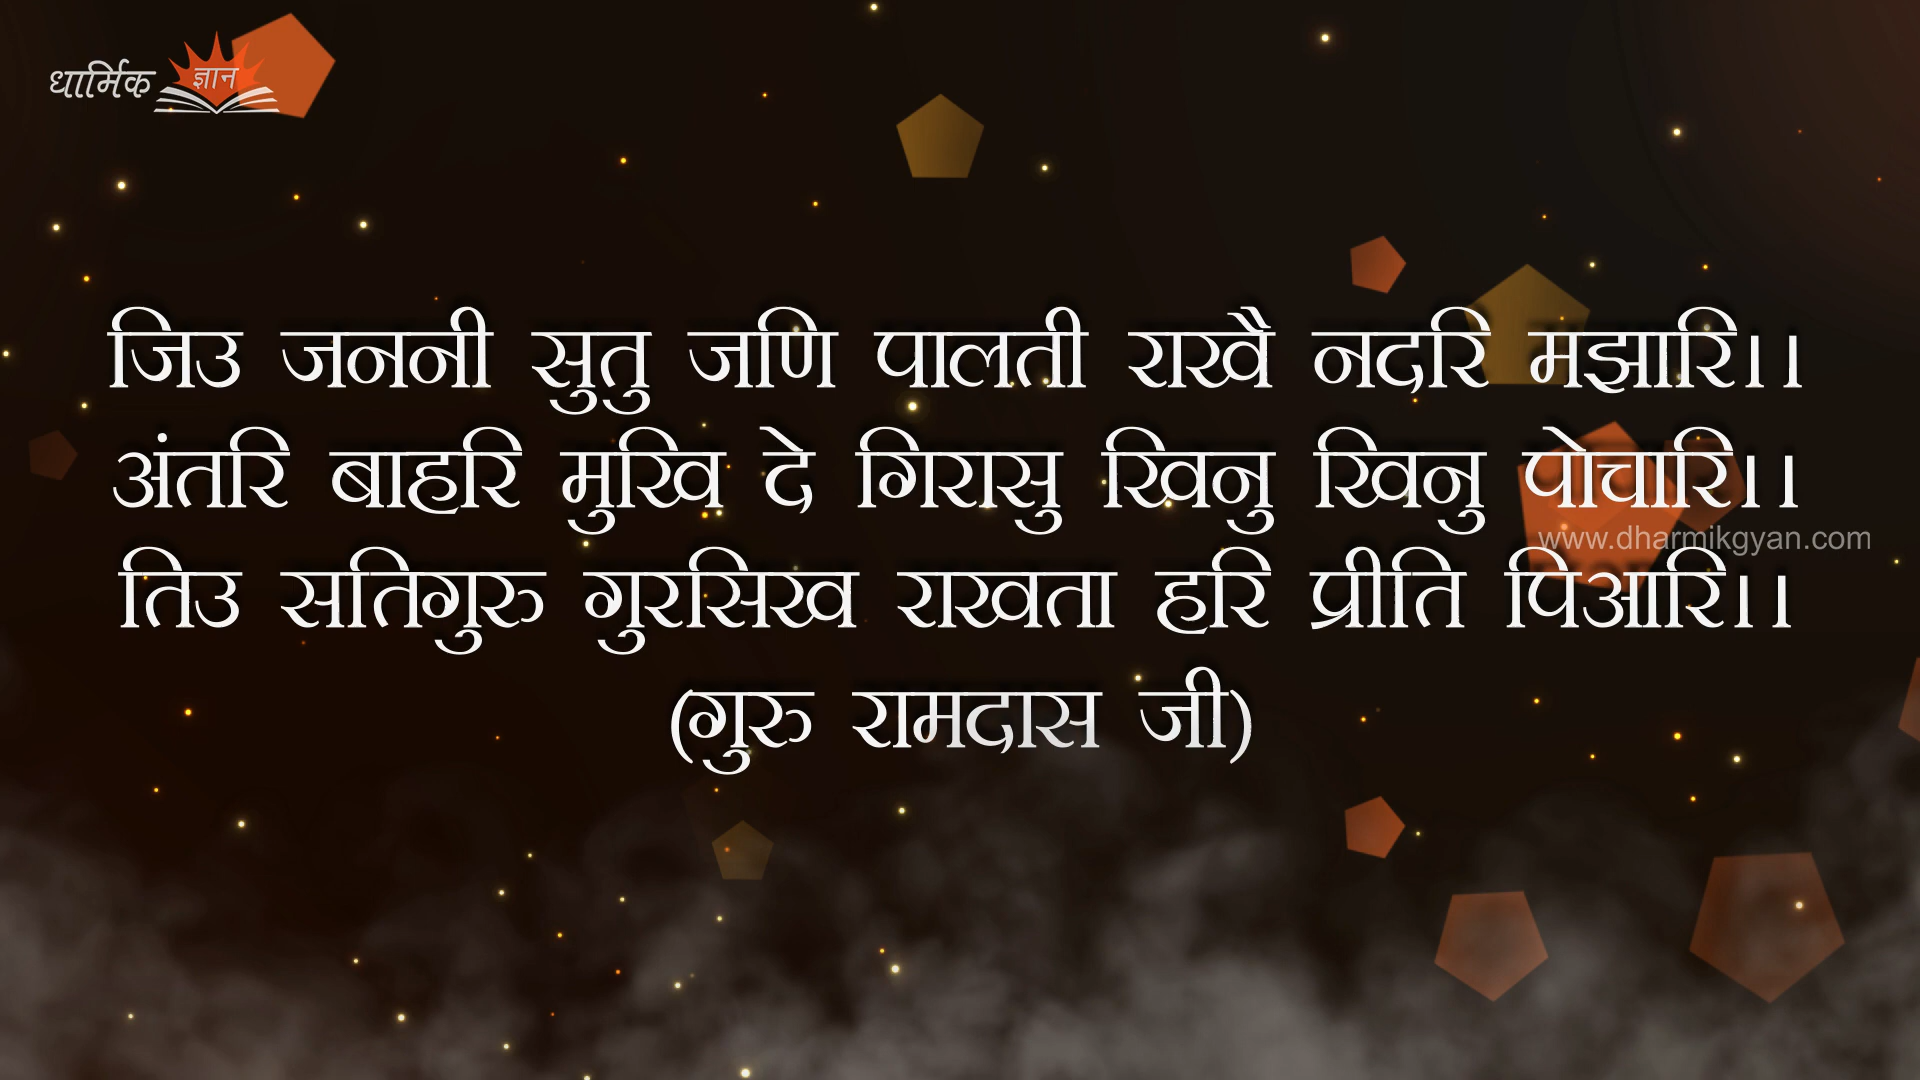 धार्मिक ज्ञान
जिउ जननी सुतु जणि पालती राखै नदरि मझारि।।
अंतरि बाहरि मुखि दे गिरासु खिनु खिनु पोचारि।।
www.dharmikgyan.com
तिउ सतिगुरु गुरसिख राखता हरि प्रीति पिआरि।।
(गुरु रामदास जी)